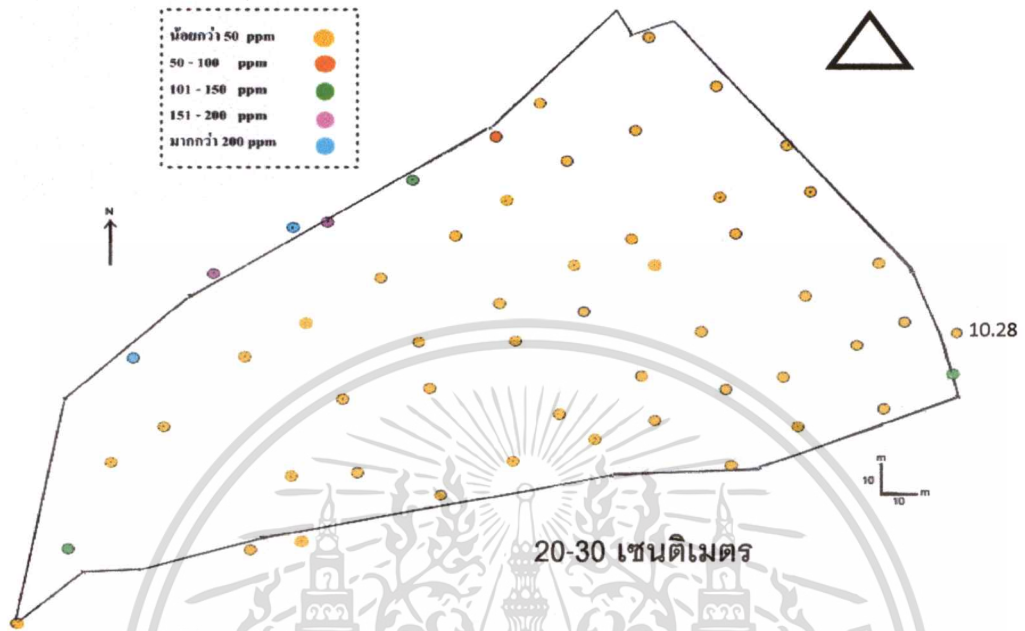 น้อยกว่า 50 ppm
50 - 100 ppm
101 - 150 ppm
151 - 200 ppm
มากกว่า 200 ppm
N
10.28
m
10
10 m
20-30 เซนติเมตร